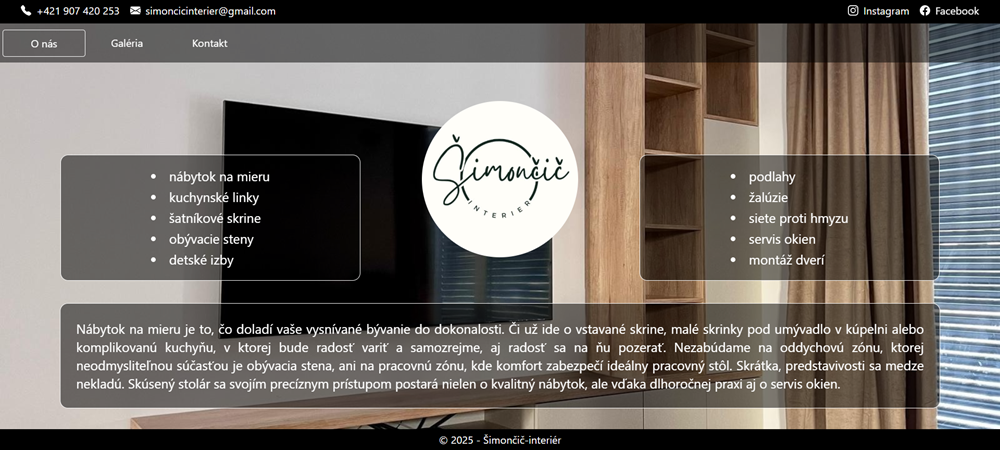 +421 907 420 253 simoncicinterier@gmail.com Instagram Facebook
O nás Galéria Kontakt
Šimončič
INTERIER
nábytok na mieru
kuchynské linky
šatníkové skrine
obývacie steny
detské izby
podlahy
žalúzie
siete proti hmyzu
servis okien
montáž dverí
Nábytok na mieru je to, čo doladí vaše vysnívané bývanie do dokonalosti. Či už ide o vstavané skrine, malé skrinky pod umývadlo v kúpelni alebo
komplikovanú kuchyňu, v ktorej bude radosť variť a samozrejme, aj radosť sa na ňu pozerať. Nezabúdame na oddychovú zónu, ktorej
neodmysliteľnou súčasťou je obývacia stena, ani na pracovnú zónu, kde komfort zabezpečí ideálny pracovný stôl. Skrátka, predstavivosti sa medze
nekladú. Skúsený stolár sa svojím precíznym prístupom postará nielen o kvalitný nábytok, ale vďaka dlhoročnej praxi aj o servis okien.
© 2025 - Šimončič-interiér